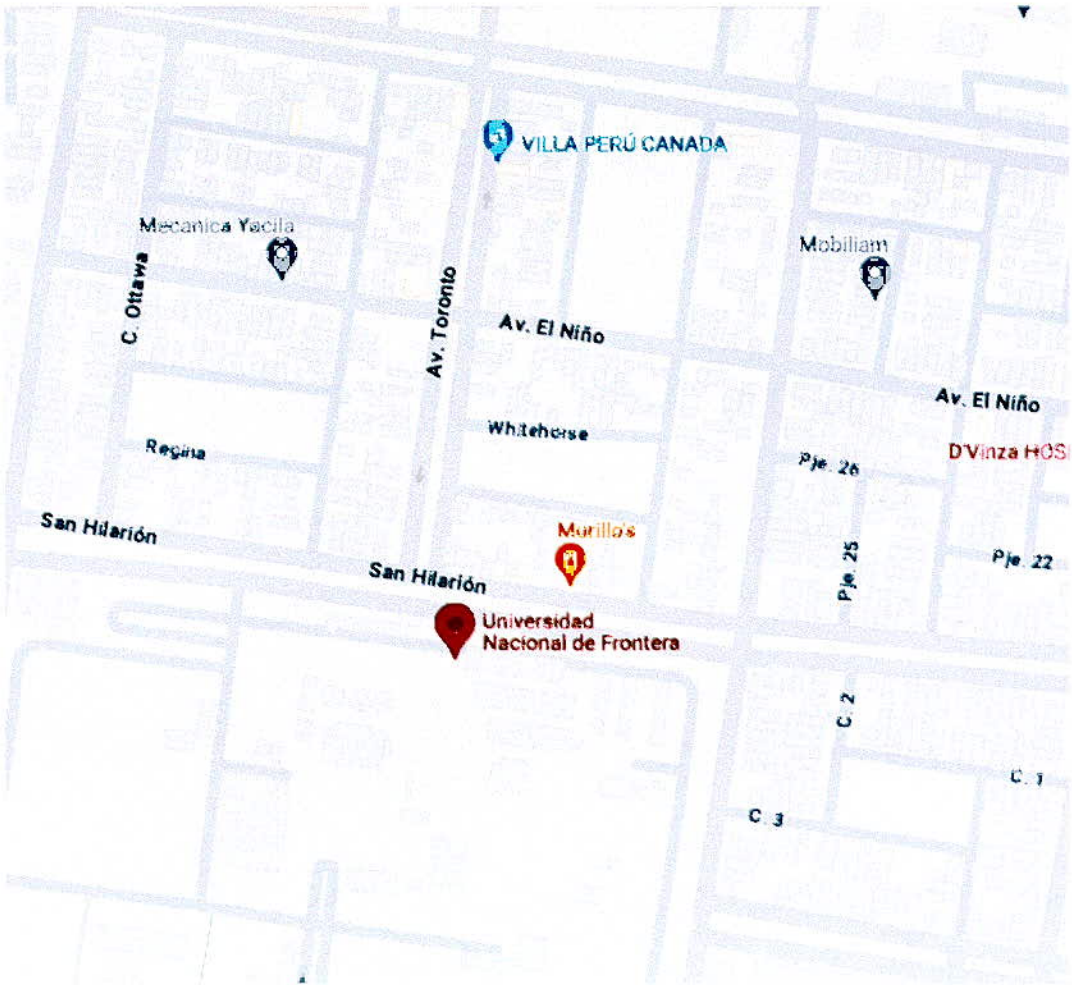 VILLA PERÚ CANADA
Mecanica Yacila
Mobiliam
C. Ottawa
Av. Toronto
Av. El Niño
Av. El Niño
Whitehorse
Regina
D'Vinza HOS
Pje. 26
San Hilarión
Murillo's
Pje. 25
Pje. 22
San Hilarión
Universidad
Nacional de Frontera
C. 2
C. 1
C. 3